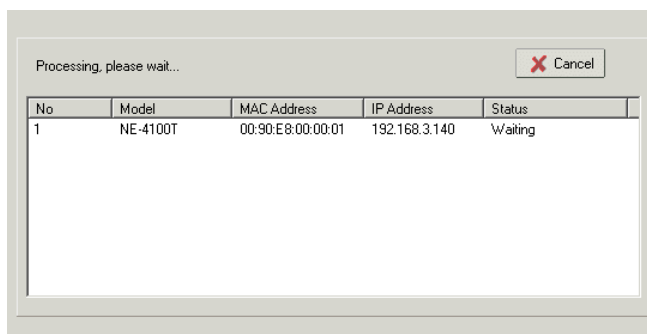 Processing, please wait...
Cancel
No Model MAC Address IP Address Status
1 NE-4100T 00:90:E8:00:00:01 192.168.3.140 Waiting